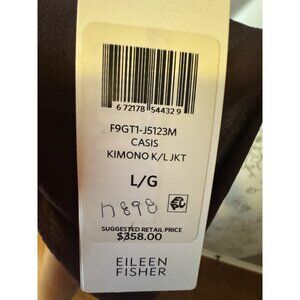 6 72178 54432 9
F9GT1-J5123M
CASIS
KIMONO K/L JKT
L/G
SUGGESTED RETAIL PRICE
$358.00
EILEEN
FISHER